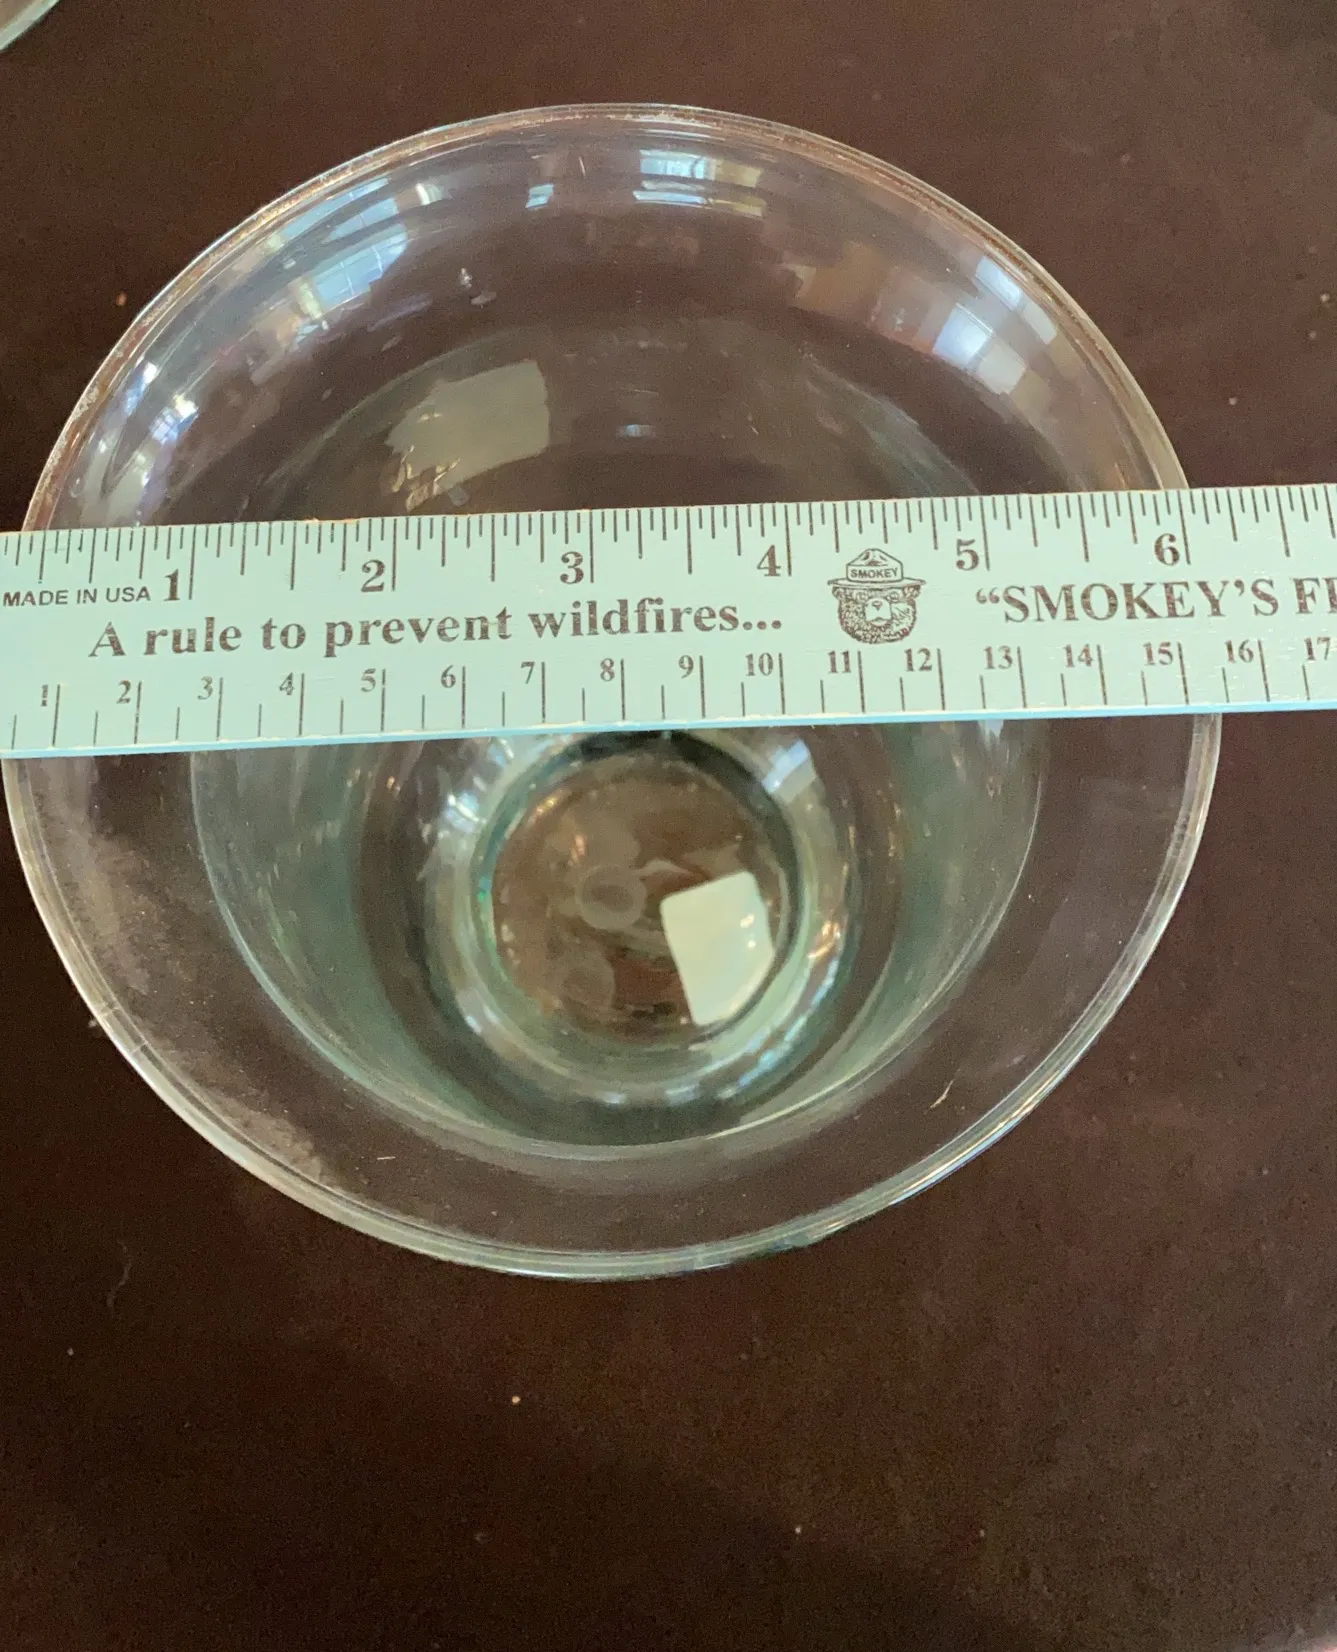 1 2 3 4 5 6
SMOKEY
MADE IN USA
A rule to prevent wildfires... “SMOKEY’S
1 2 3 4 5 6 7 8 9 10 11 12 13 14 15 16 17